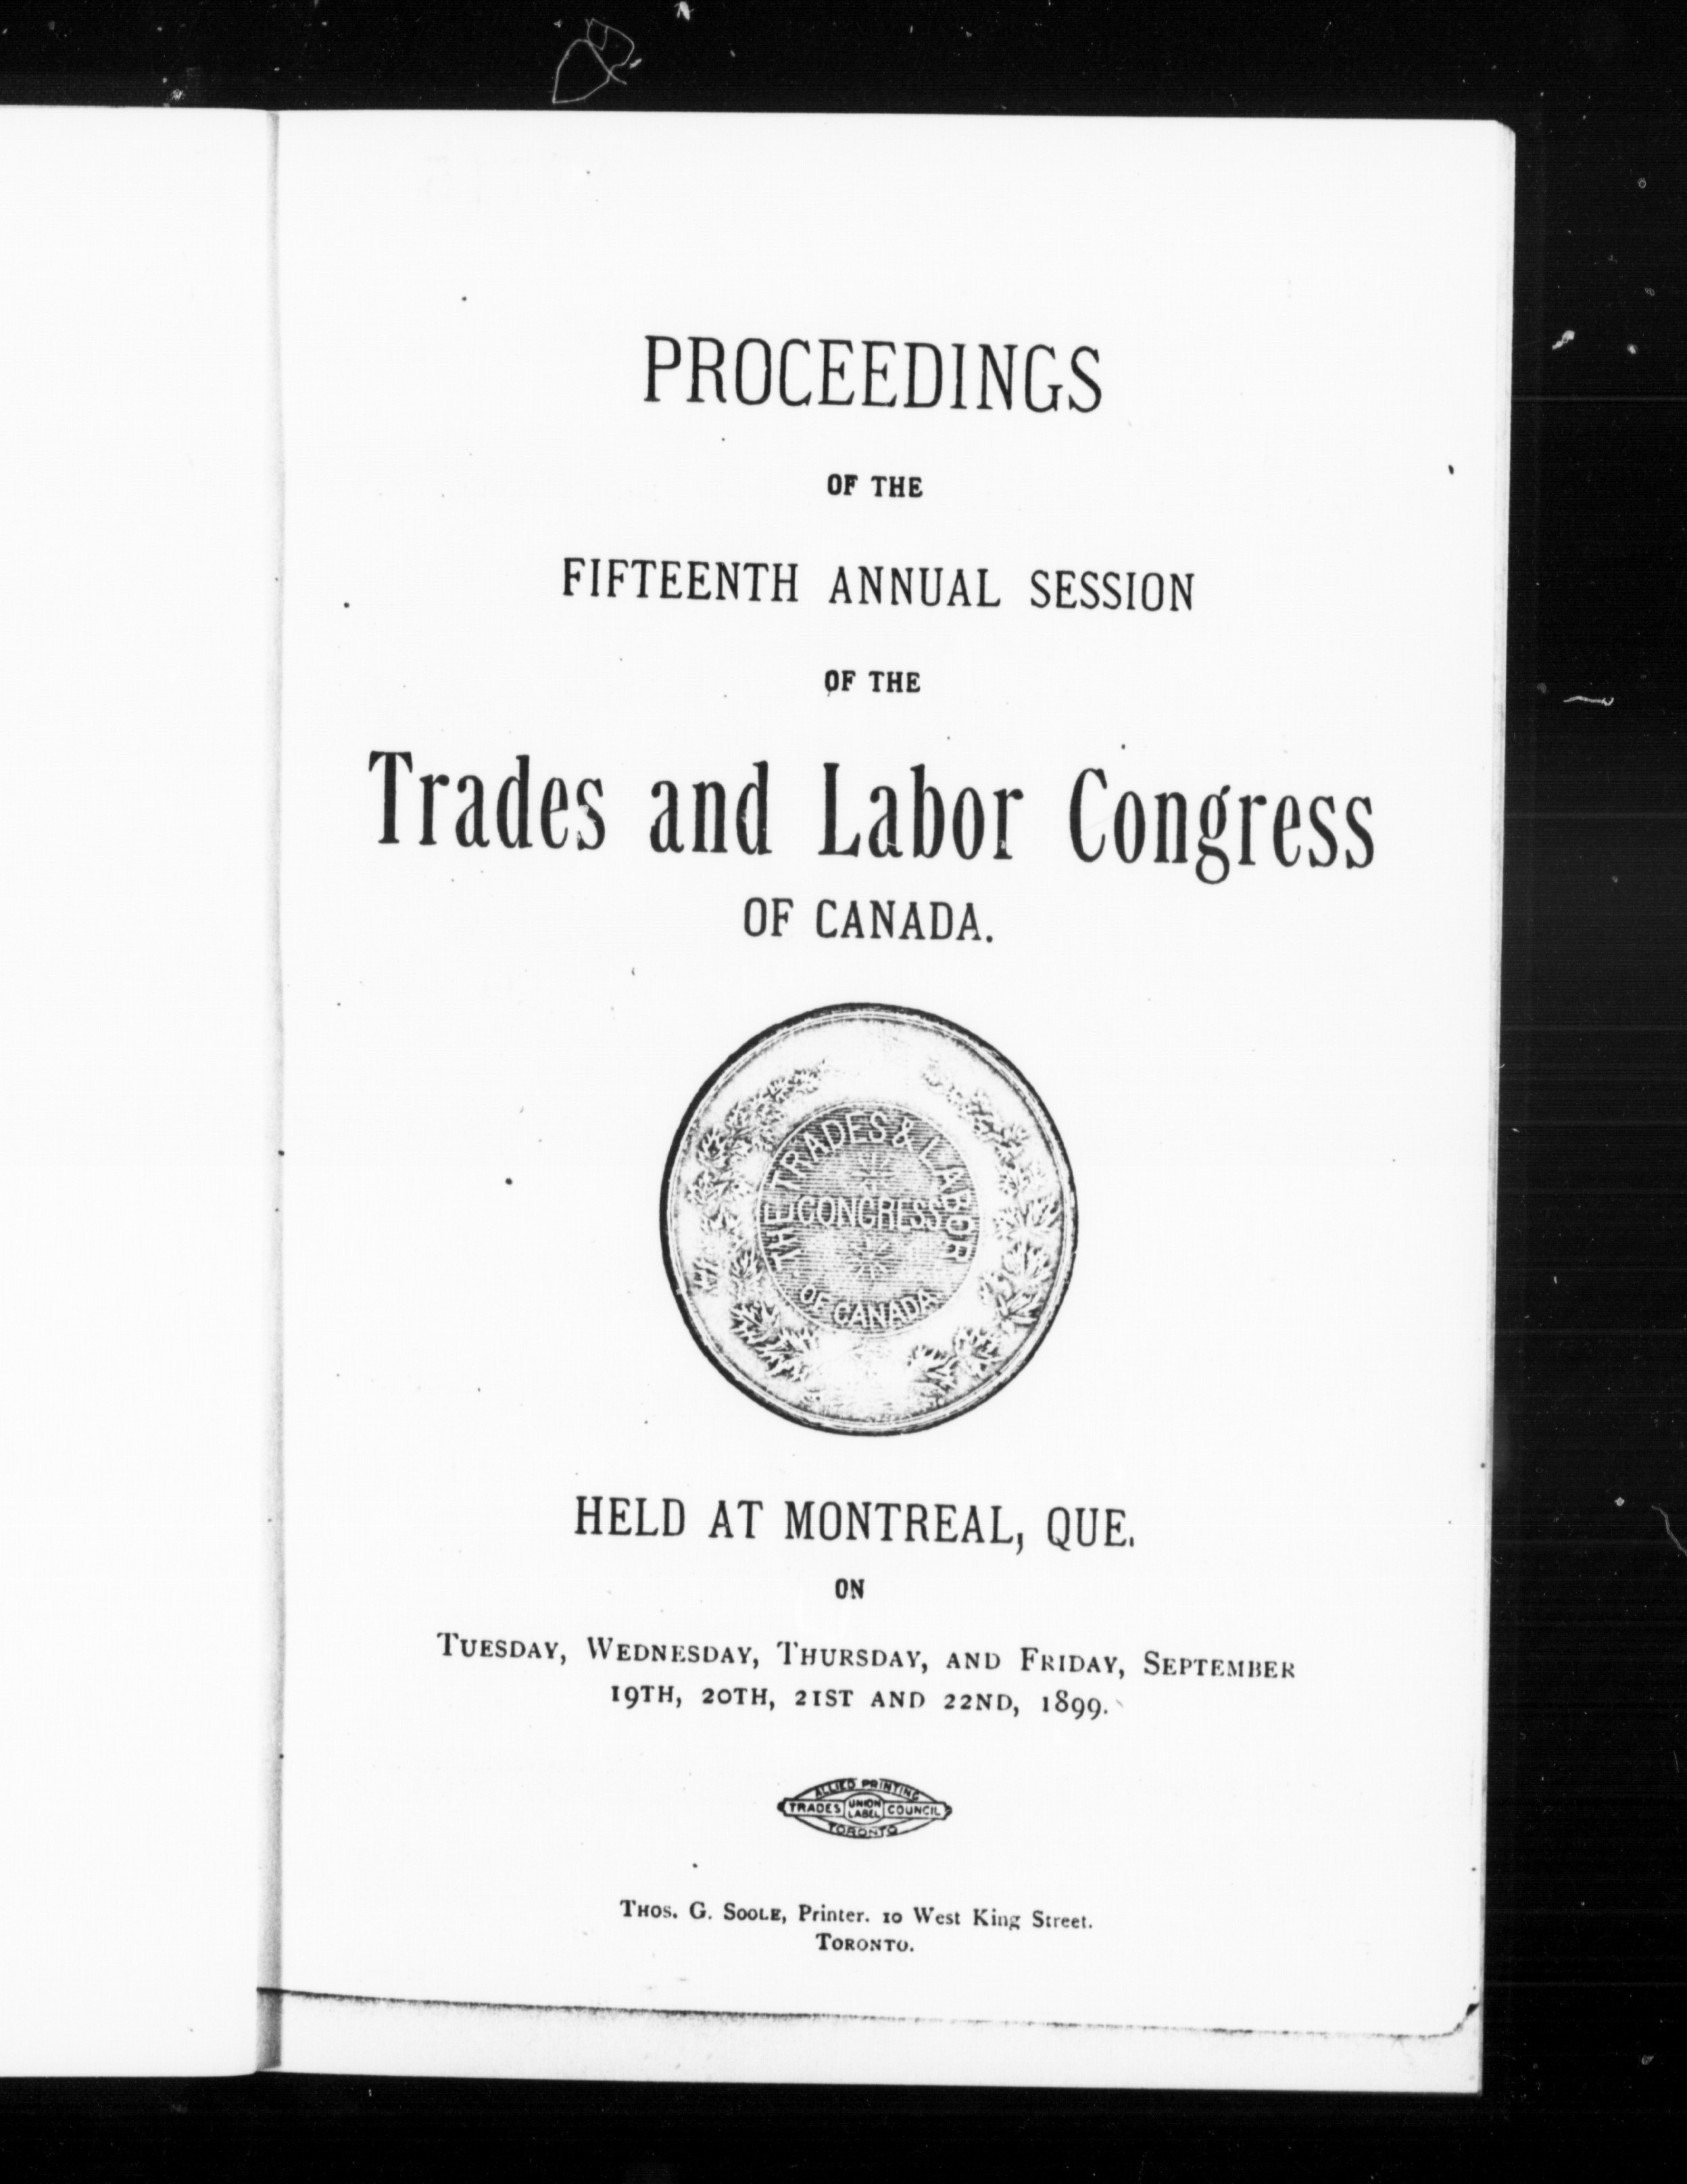 PROCEEDINGS
OF THE
FIFTEENTH ANNUAL SESSION
OF THE
Trades and Labor Congress
OF CANADA.
THE TRADES & LABOR
CONGRESS
OF CANADA
HELD AT MONTREAL, QUE.
ON
TUESDAY, WEDNESDAY, THURSDAY, AND FRIDAY, SEPTEMBER
19TH, 20TH, 21ST AND 22ND, 1899.
ALLIED PRINTING
TRADES UNION LABEL COUNCIL
TORONTO
THOS. G. SOOLE, Printer. 10 West King Street.
TORONTO.